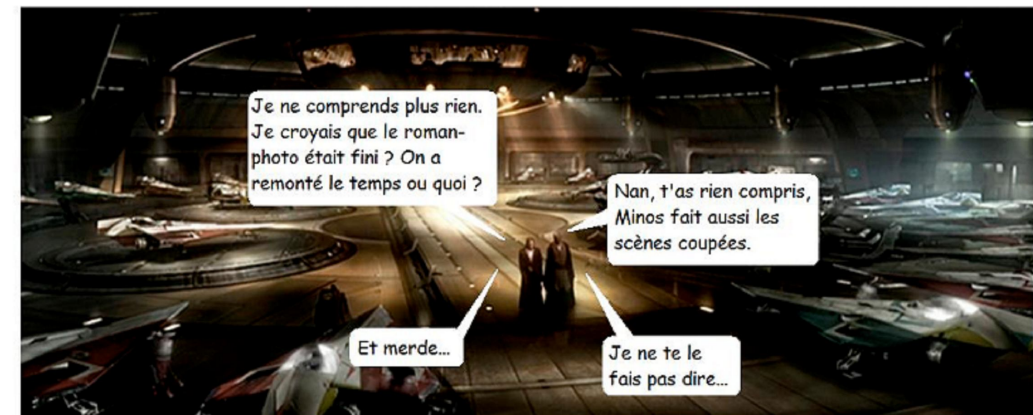 Je ne comprends plus rien.
Je croyais que le roman-
photo était fini ? On a
remonté le temps ou quoi ?
Nan, t'as rien compris,
Minos fait aussi les
scènes coupées.
Et merde...
Je ne te le
fais pas dire...